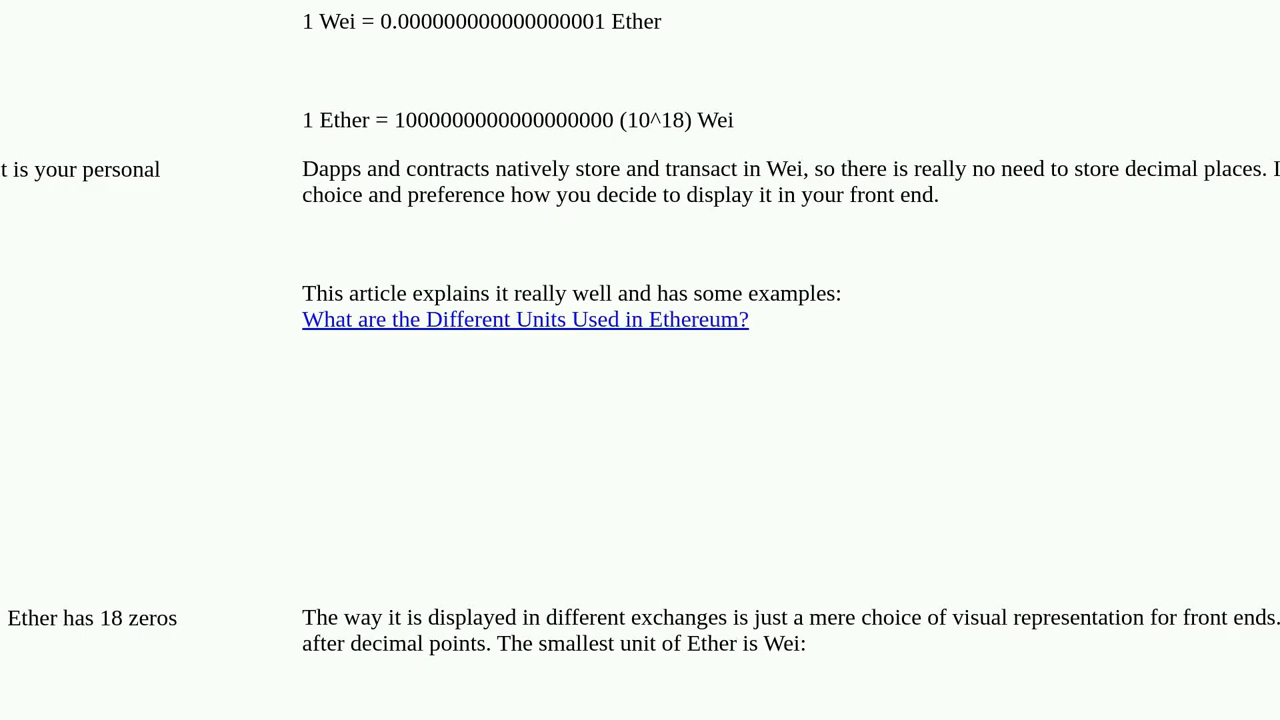 1 Wei = 0.000000000000000001 Ether
1 Ether = 1000000000000000000 (10^18) Wei
t is your personal
Dapps and contracts natively store and transact in Wei, so there is really no need to store decimal places. I
choice and preference how you decide to display it in your front end.
This article explains it really well and has some examples:
What are the Different Units Used in Ethereum?
Ether has 18 zeros
The way it is displayed in different exchanges is just a mere choice of visual representation for front ends.
after decimal points. The smallest unit of Ether is Wei: